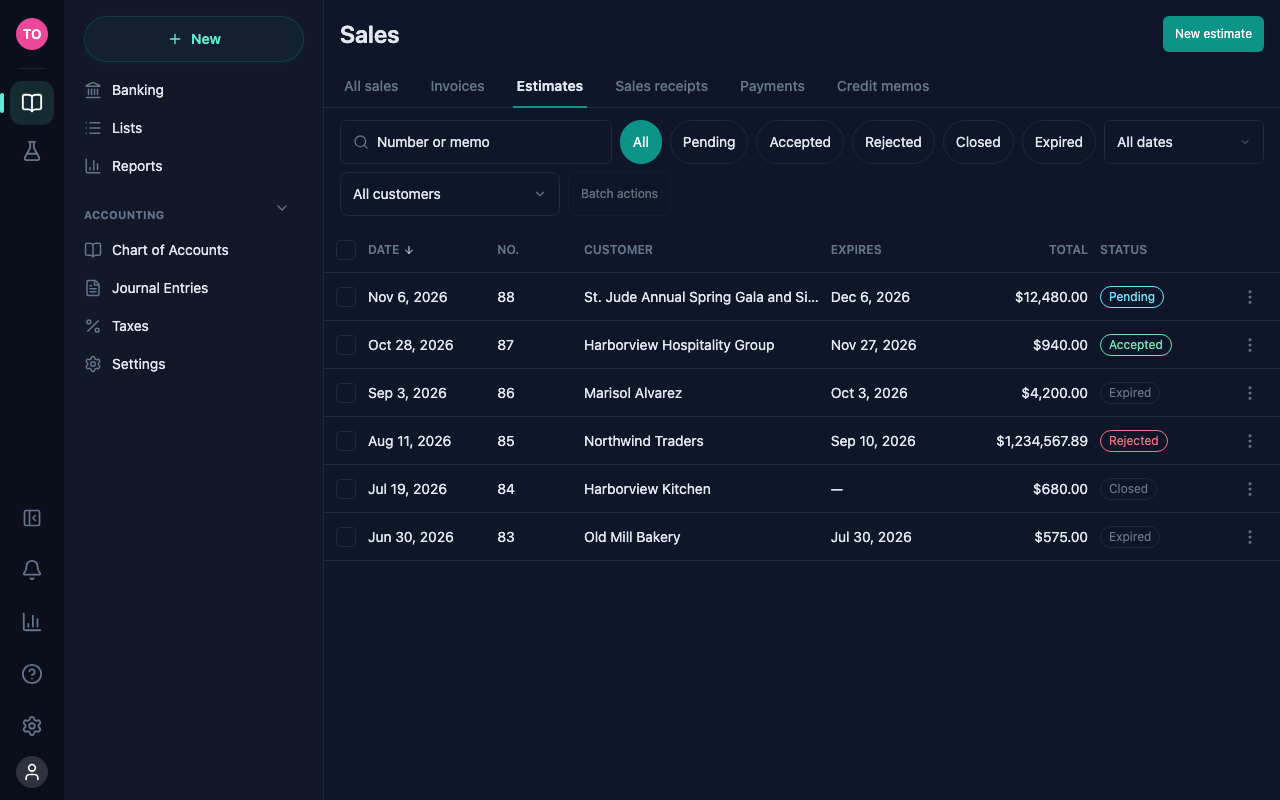 TO
+ New
Banking
Lists
Reports
ACCOUNTING
Chart of Accounts
Journal Entries
Taxes
Settings
Sales
New estimate
All sales Invoices Estimates Sales receipts Payments Credit memos
Number or memo All Pending Accepted Rejected Closed Expired All dates
All customers Batch actions
DATE NO. CUSTOMER EXPIRES TOTAL STATUS
Nov 6, 2026 88 St. Jude Annual Spring Gala and Si... Dec 6, 2026 $12,480.00 Pending
Oct 28, 2026 87 Harborview Hospitality Group Nov 27, 2026 $940.00 Accepted
Sep 3, 2026 86 Marisol Alvarez Oct 3, 2026 $4,200.00 Expired
Aug 11, 2026 85 Northwind Traders Sep 10, 2026 $1,234,567.89 Rejected
Jul 19, 2026 84 Harborview Kitchen — $680.00 Closed
Jun 30, 2026 83 Old Mill Bakery Jul 30, 2026 $575.00 Expired